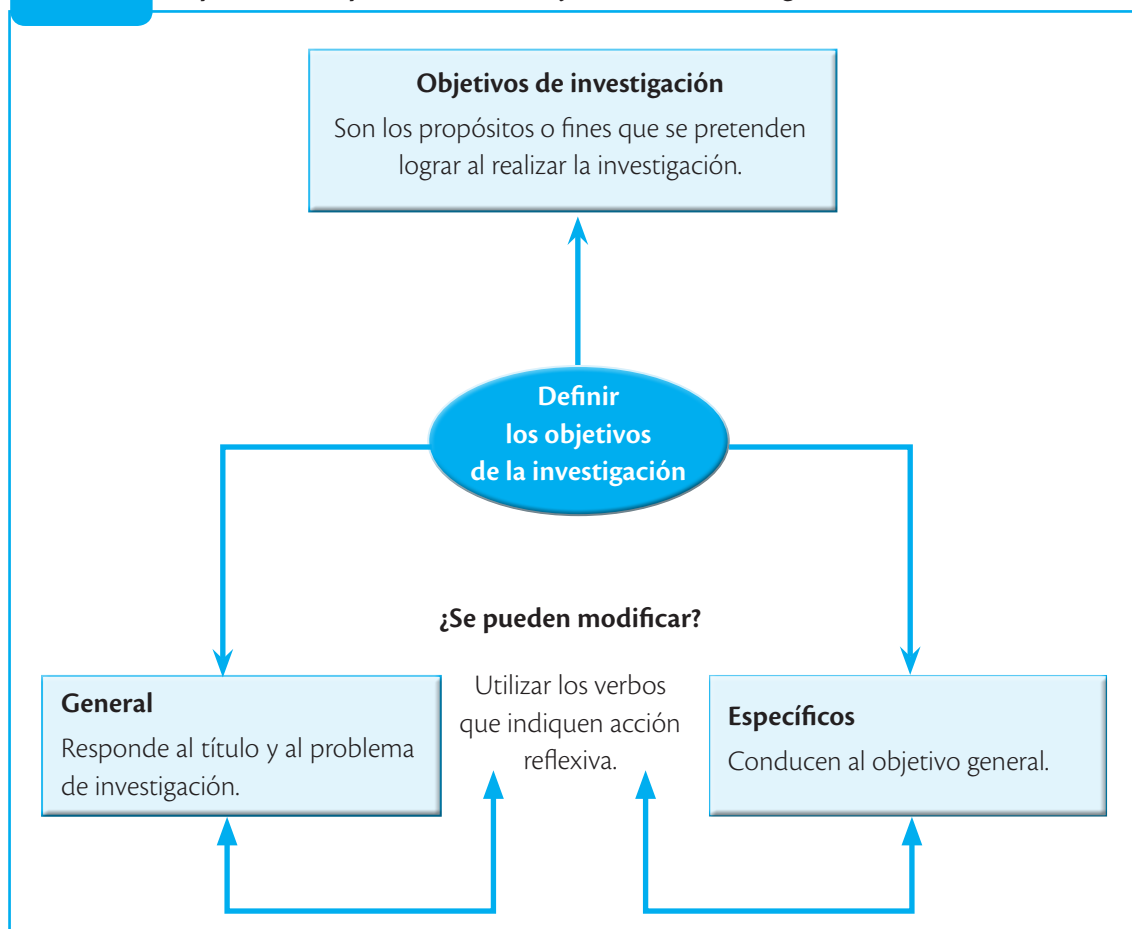 Objetivos de investigación
Son los propósitos o fines que se pretenden
lograr al realizar la investigación.
Definir
los objetivos
de la investigación
¿Se pueden modificar?
General
Responde al título y al problema
de investigación.
Utilizar los verbos
que indiquen acción
reflexiva.
Específicos
Conducen al objetivo general.